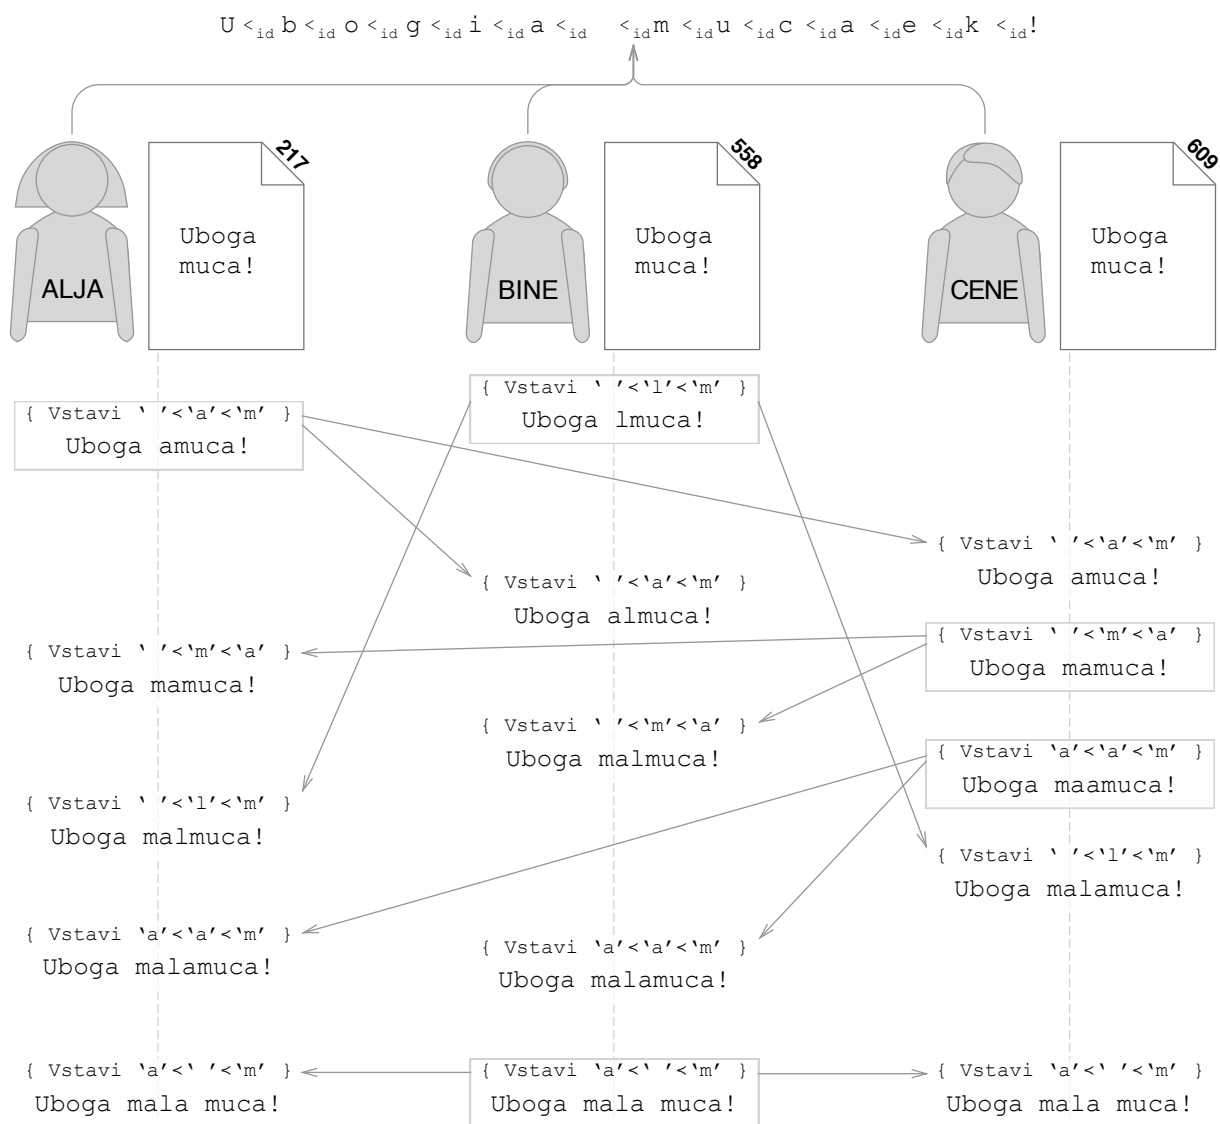 U <id b <id o <id g <id i <id a <id   <id m <id u <id c <id a <id e <id k <id !
217
558
609
Uboga
muca!
ALJA
Uboga
muca!
BINE
Uboga
muca!
CENE
{ Vstavi ‘ ’<‘l’<‘m’ }
Uboga lmuca!
{ Vstavi ‘ ’<‘a’<‘m’ }
Uboga amuca!
{ Vstavi ‘ ’<‘a’<‘m’ }
Uboga amuca!
{ Vstavi ‘ ’<‘a’<‘m’ }
Uboga almuca!
{ Vstavi ‘ ’<‘m’<‘a’ }
Uboga mamuca!
{ Vstavi ‘ ’<‘m’<‘a’ }
Uboga mamuca!
{ Vstavi ‘ ’<‘m’<‘a’ }
Uboga malmuca!
{ Vstavi ‘a’<‘a’<‘m’ }
Uboga maamuca!
{ Vstavi ‘ ’<‘l’<‘m’ }
Uboga malmuca!
{ Vstavi ‘ ’<‘l’<‘m’ }
Uboga malamuca!
{ Vstavi ‘a’<‘a’<‘m’ }
Uboga malamuca!
{ Vstavi ‘a’<‘a’<‘m’ }
Uboga malamuca!
{ Vstavi ‘a’<‘ ’<‘m’ }
Uboga mala muca!
{ Vstavi ‘a’<‘ ’<‘m’ }
Uboga mala muca!
{ Vstavi ‘a’<‘ ’<‘m’ }
Uboga mala muca!